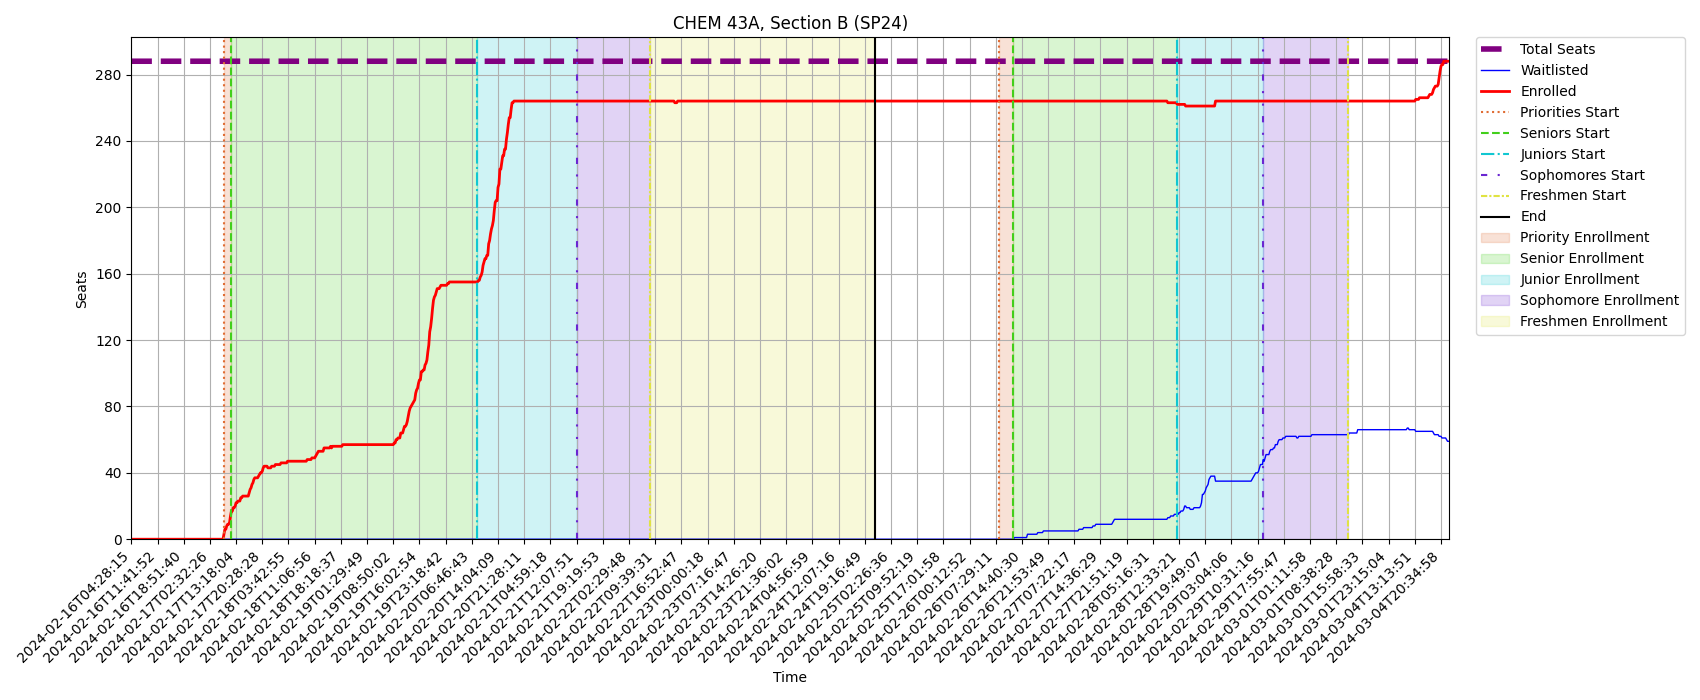 CHEM 43A, Section B (SP24)
Seats
280
240
200
160
120
80
40
0
2024-02-16T04:28:15
2024-02-16T11:41:52
2024-02-16T18:51:40
2024-02-17T02:32:26
2024-02-17T13:18:04
2024-02-17T20:28:28
2024-02-18T03:42:55
2024-02-18T11:06:56
2024-02-18T18:18:37
2024-02-19T01:29:49
2024-02-19T08:50:02
2024-02-19T16:02:54
2024-02-19T23:18:42
2024-02-20T06:46:43
2024-02-20T14:04:09
2024-02-20T21:28:11
2024-02-21T04:59:18
2024-02-21T12:07:51
2024-02-21T19:19:53
2024-02-22T02:29:48
2024-02-22T09:39:31
2024-02-22T16:52:47
2024-02-23T00:00:18
2024-02-23T07:16:47
2024-02-23T14:26:20
2024-02-23T21:36:02
2024-02-24T04:56:59
2024-02-24T12:07:16
2024-02-24T19:16:49
2024-02-25T02:26:36
2024-02-25T09:52:19
2024-02-25T17:01:58
2024-02-26T00:12:52
2024-02-26T07:29:11
2024-02-26T14:40:30
2024-02-26T21:53:49
2024-02-27T07:22:17
2024-02-27T14:36:29
2024-02-27T21:51:19
2024-02-28T05:16:31
2024-02-28T12:33:21
2024-02-28T19:49:07
2024-02-29T03:04:06
2024-02-29T10:31:16
2024-02-29T17:55:47
2024-03-01T01:11:58
2024-03-01T08:38:28
2024-03-01T15:58:33
2024-03-01T23:15:04
2024-03-04T13:13:51
2024-03-04T20:34:58
Time
Total Seats
Waitlisted
Enrolled
Priorities Start
Seniors Start
Juniors Start
Sophomores Start
Freshmen Start
End
Priority Enrollment
Senior Enrollment
Junior Enrollment
Sophomore Enrollment
Freshmen Enrollment